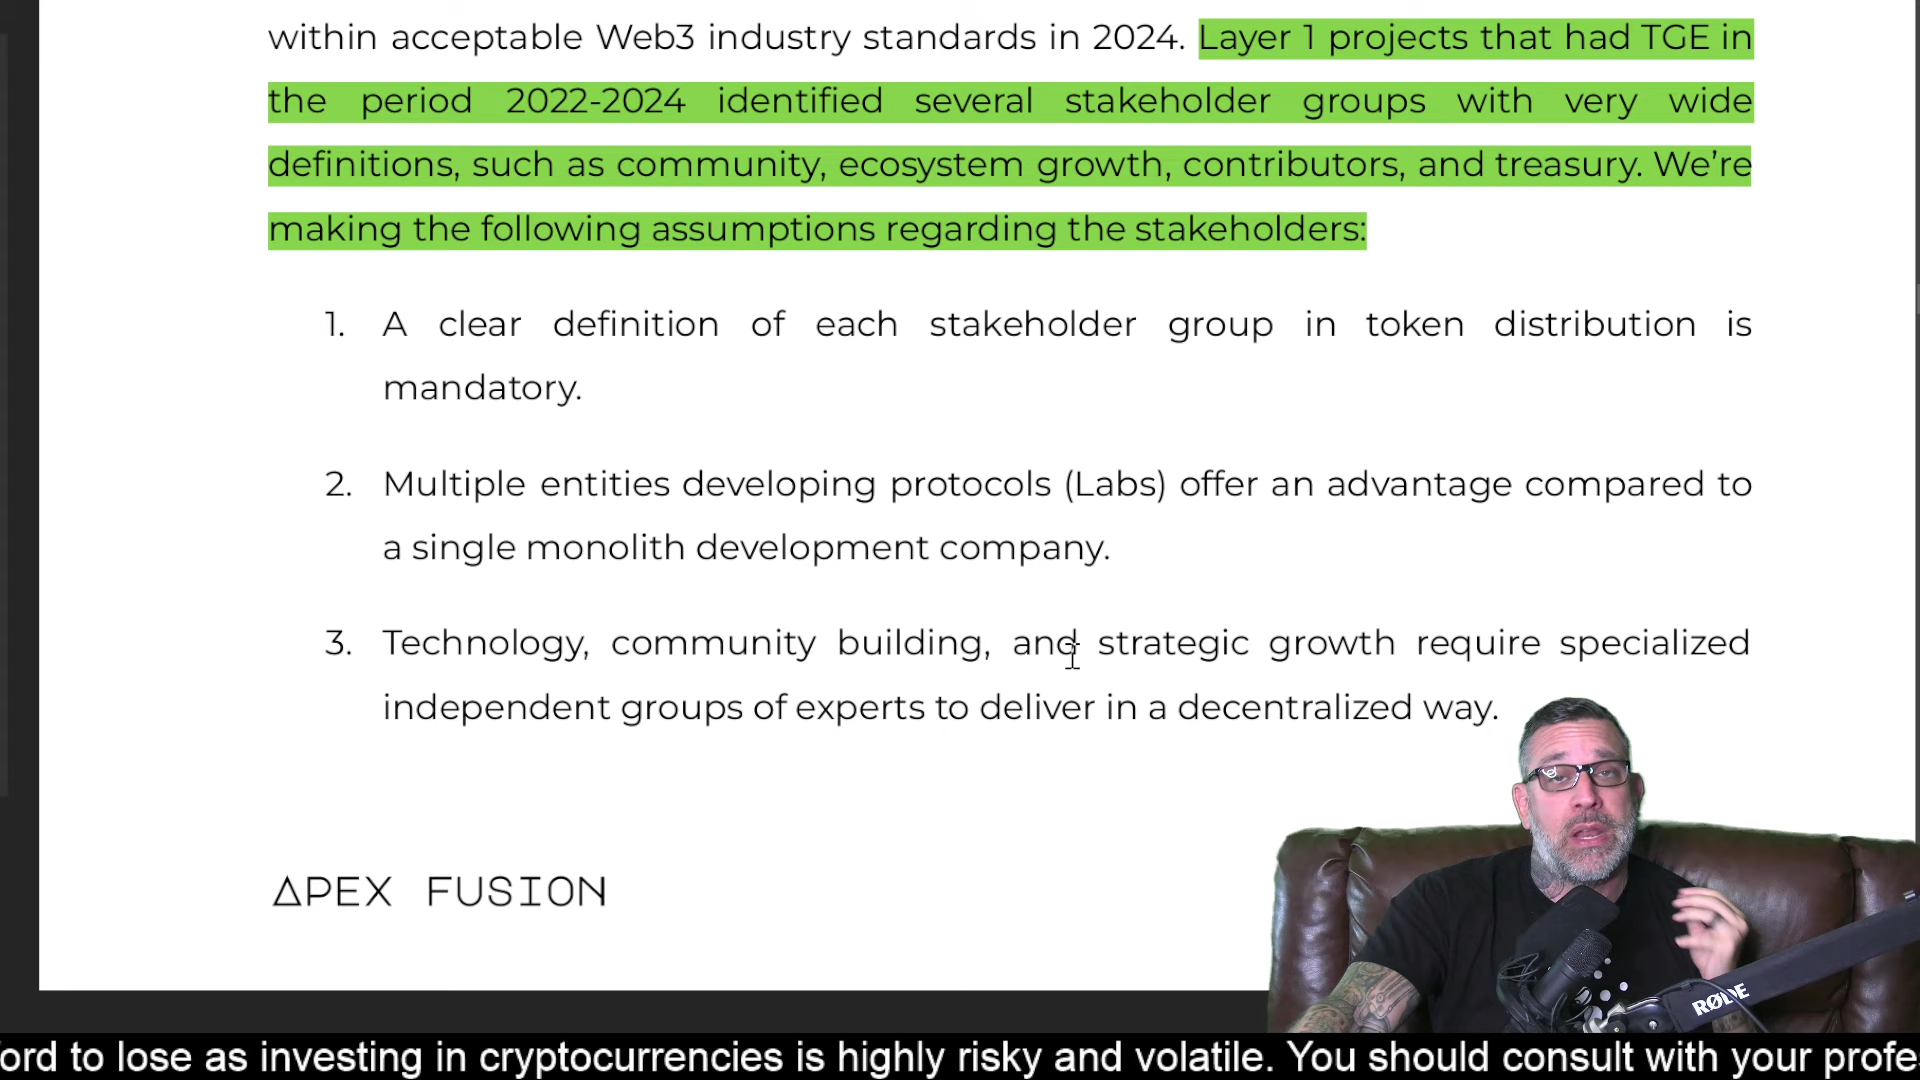 within acceptable Web3 industry standards in 2024. Layer 1 projects that had TGE in
the period 2022-2024 identified several stakeholder groups with very wide
definitions, such as community, ecosystem growth, contributors, and treasury. We’re
making the following assumptions regarding the stakeholders:
1. A clear definition of each stakeholder group in token distribution is
mandatory.
2. Multiple entities developing protocols (Labs) offer an advantage compared to
a single monolith development company.
3. Technology, community building, and strategic growth require specialized
independent groups of experts to deliver in a decentralized way.
ΔPEX FUSION
RØDE
ord to lose as investing in cryptocurrencies is highly risky and volatile. You should consult with your profe